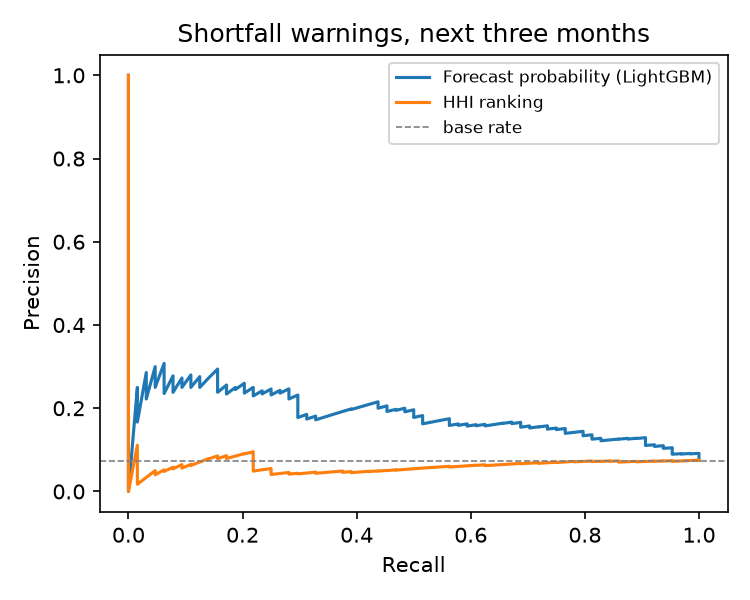 Shortfall warnings, next three months
Forecast probability (LightGBM)
HHI ranking
base rate
Precision
1.0
0.8
0.6
0.4
0.2
0.0
0.0 0.2 0.4 0.6 0.8 1.0
Recall